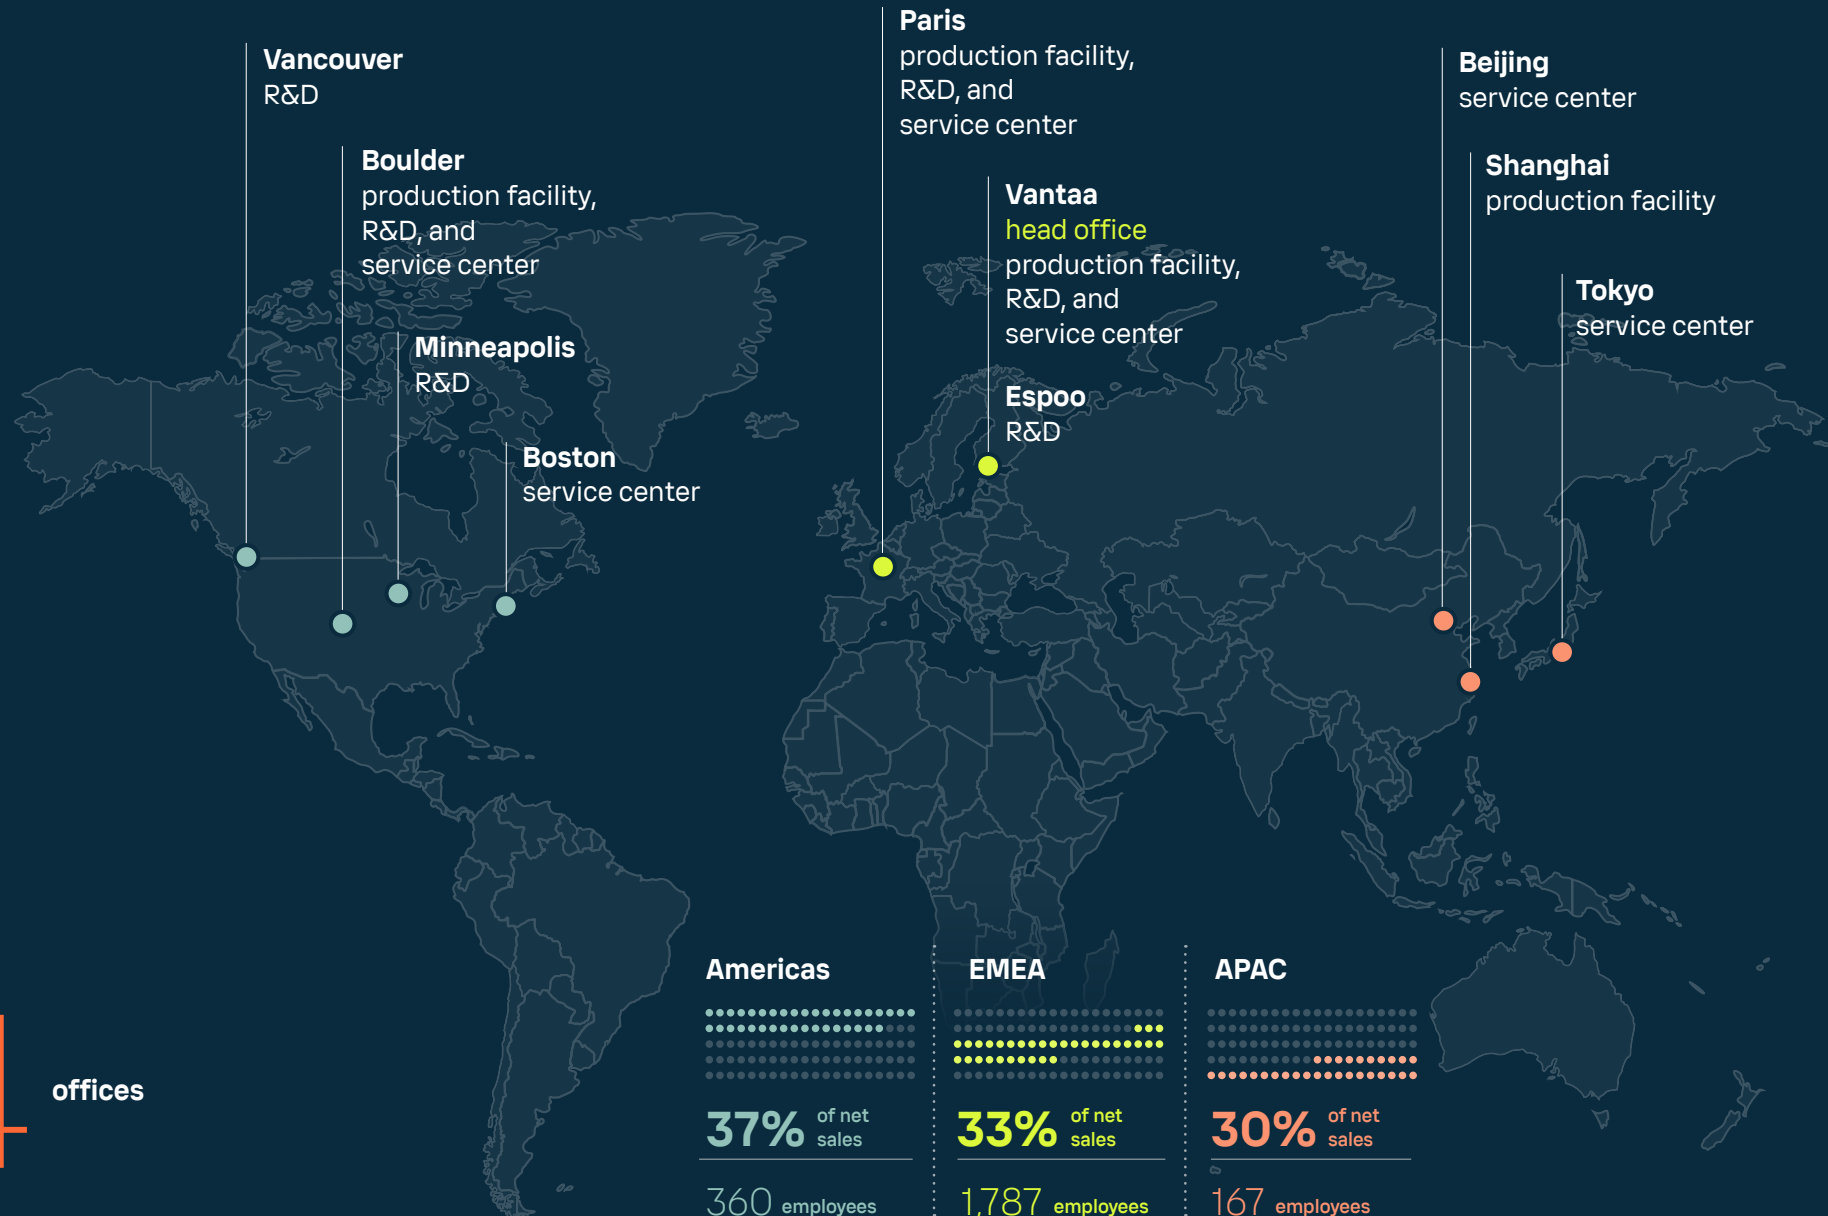 Vancouver
R&D
Boulder
production facility,
R&D, and
service center
Minneapolis
R&D
Boston
service center
Paris
production facility,
R&D, and
service center
Vantaa
head office
production facility,
R&D, and
service center
Espoo
R&D
Beijing
service center
Shanghai
production facility
Tokyo
service center
offices
Americas
37% of net
sales
360 employees
EMEA
33% of net
sales
1,787 employees
APAC
30% of net
sales
167 employees